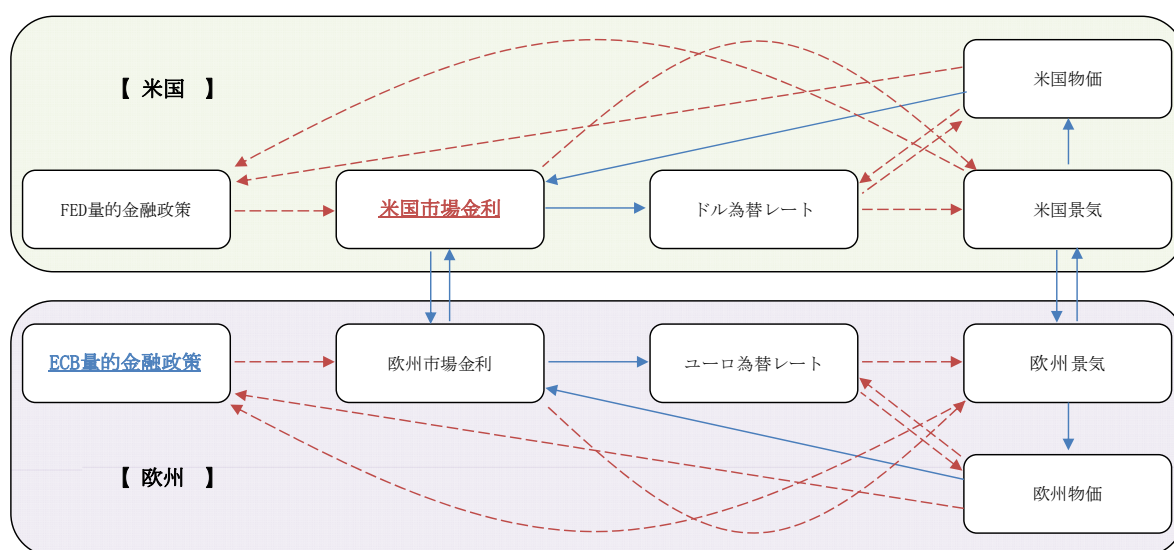 【 米国 】
米国物価
FED量的金融政策
米国市場金利
ドル為替レート
米国景気
ECB量的金融政策
欧州市場金利
ユーロ為替レート
欧州景気
【 欧州 】
欧州物価